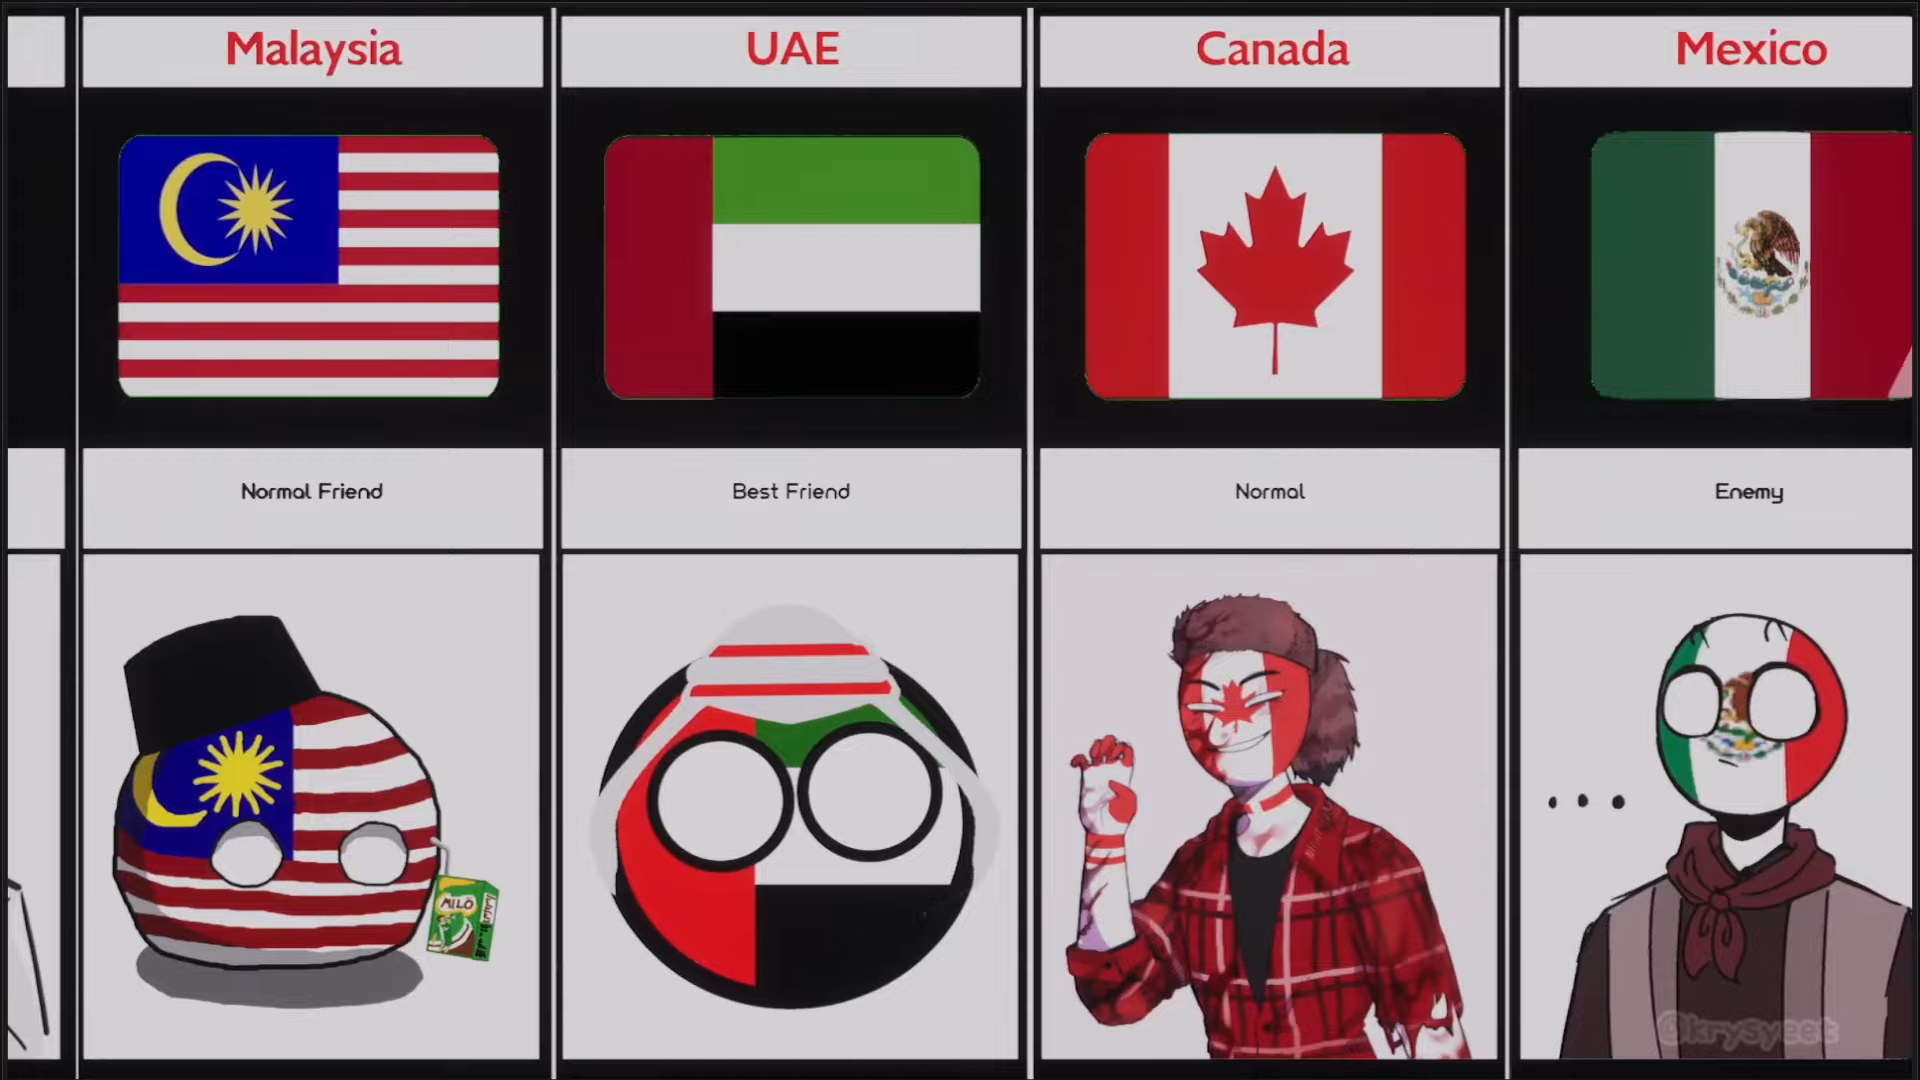 Malaysia
UAE
Canada
Mexico
Normal Friend
Best Friend
Normal
Enemy
MILO
@krysyeet